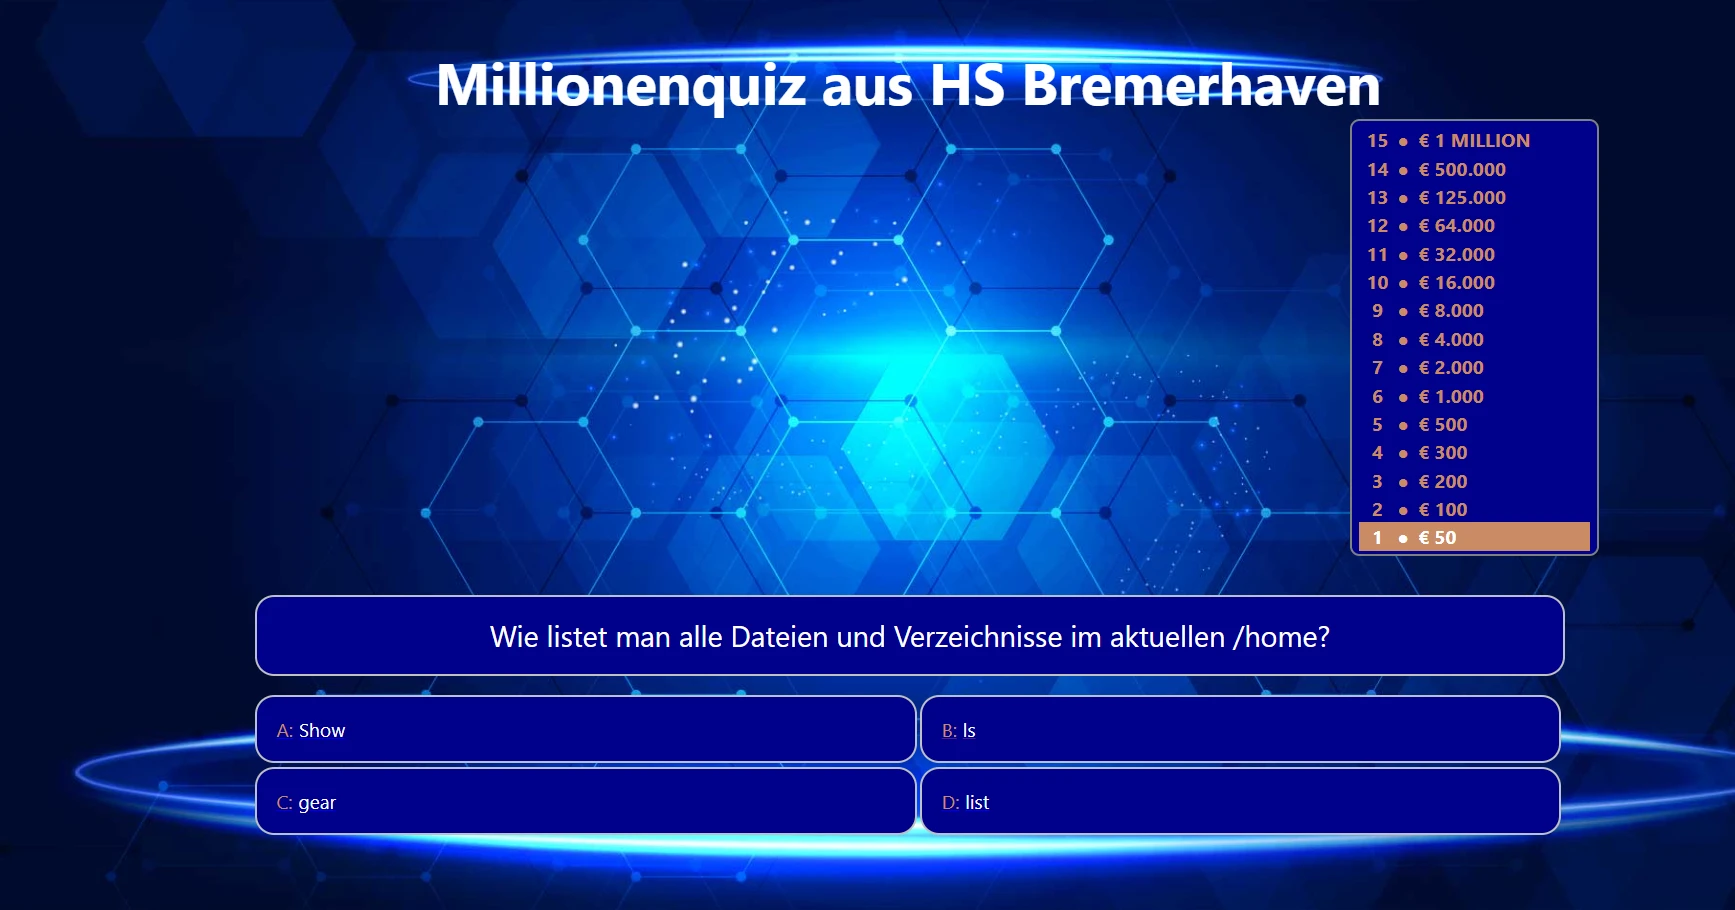 Millionenquiz aus HS Bremerhaven
15 • € 1 MILLION
14 • € 500.000
13 • € 125.000
12 • € 64.000
11 • € 32.000
10 • € 16.000
9 • € 8.000
8 • € 4.000
7 • € 2.000
6 • € 1.000
5 • € 500
4 • € 300
3 • € 200
2 • € 100
1 • € 50
Wie listet man alle Dateien und Verzeichnisse im aktuellen /home?
A: Show
B: ls
C: gear
D: list